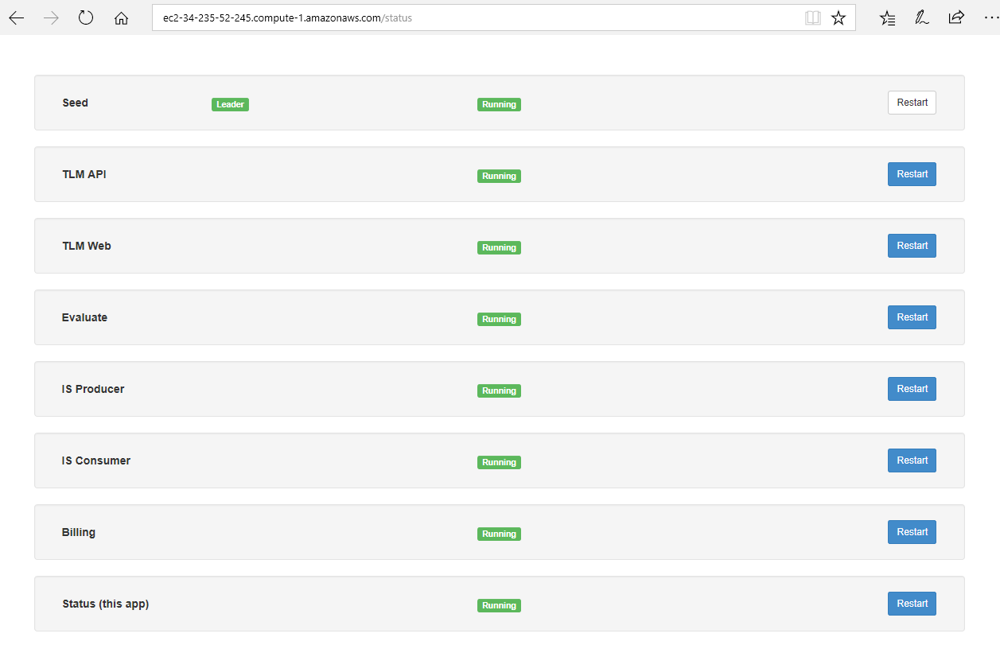 ec2-34-235-52-245.compute-1.amazonaws.com/status
Seed Leader Running Restart
TLM API Running Restart
TLM Web Running Restart
Evaluate Running Restart
IS Producer Running Restart
IS Consumer Running Restart
Billing Running Restart
Status (this app) Running Restart